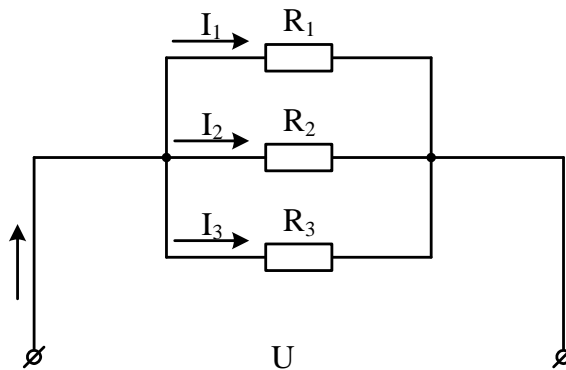 I₁ R₁
I₂ R₂
I₃ R₃
U